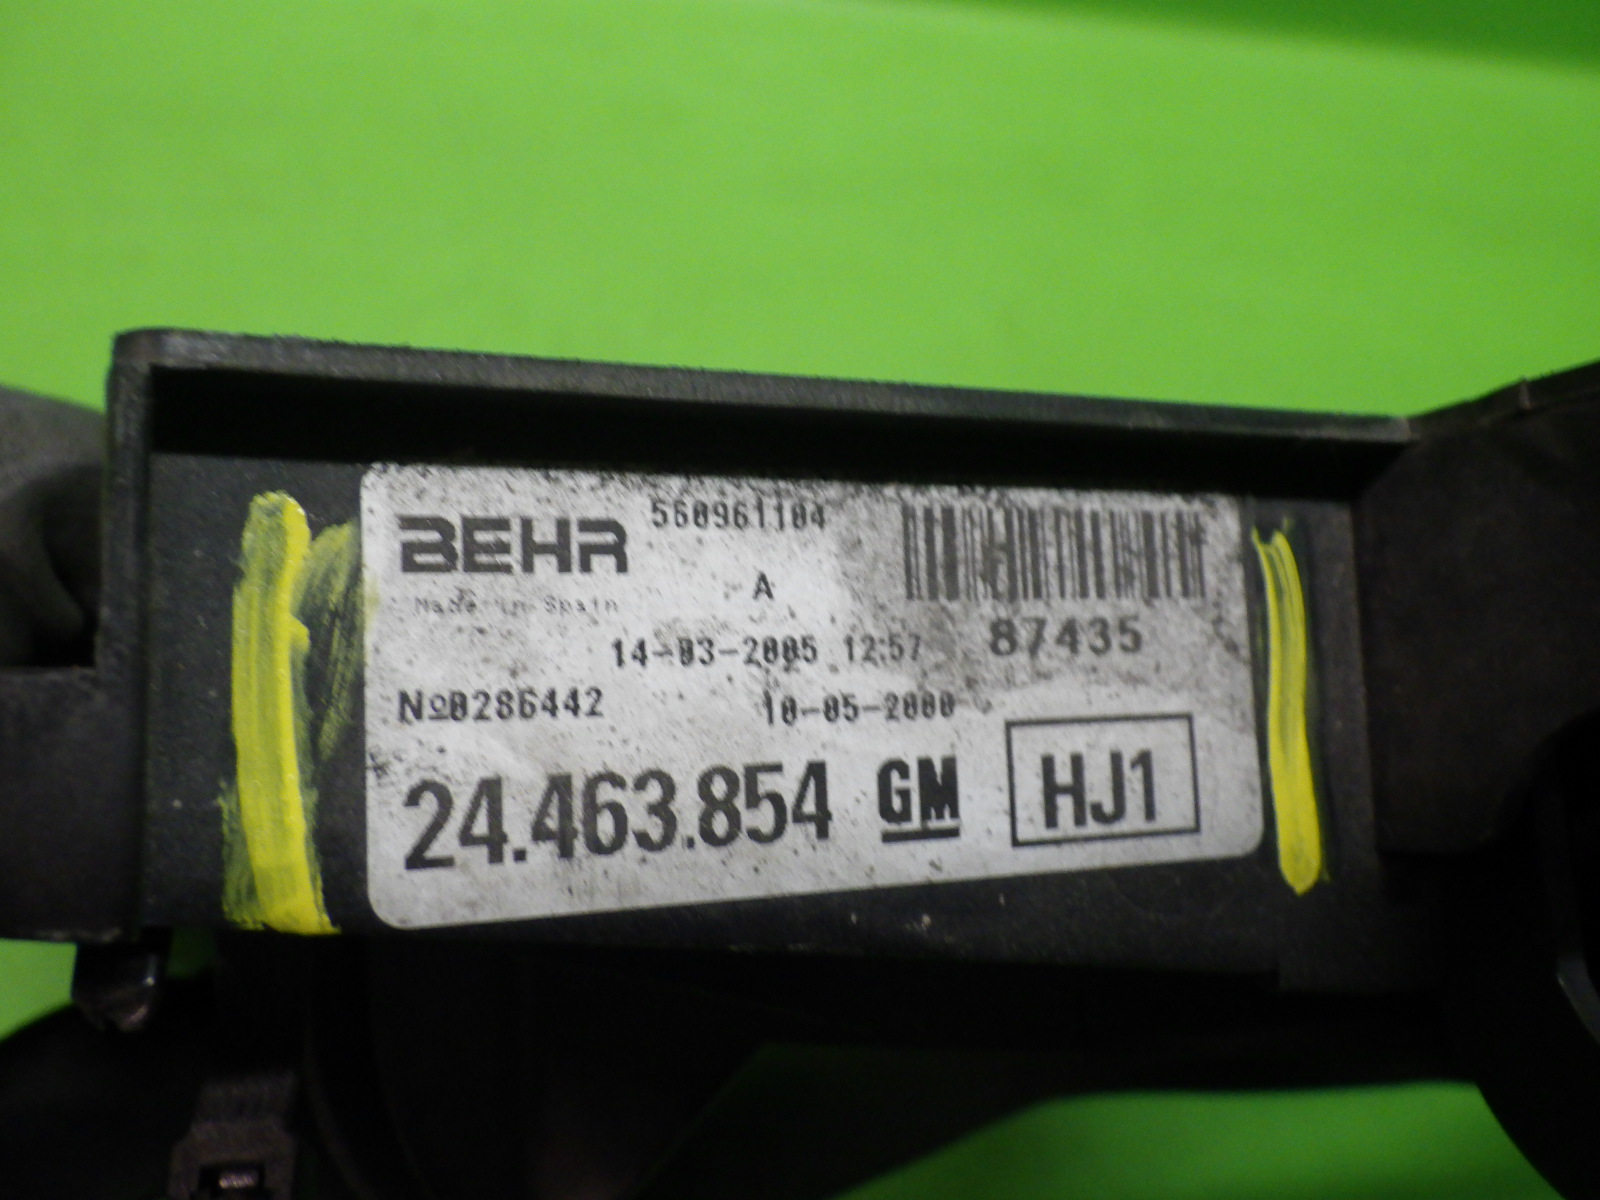 BEHR 560961104
Made in Spain A
14-03-2005 12:57 87435
Nº0286442 10-05-2000
24.463.854 GM HJ1